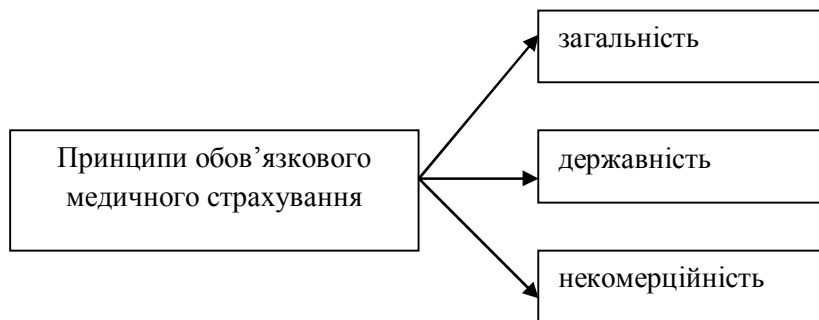 Принципи обов’язкового
медичного страхування
загальність
державність
некомерційність